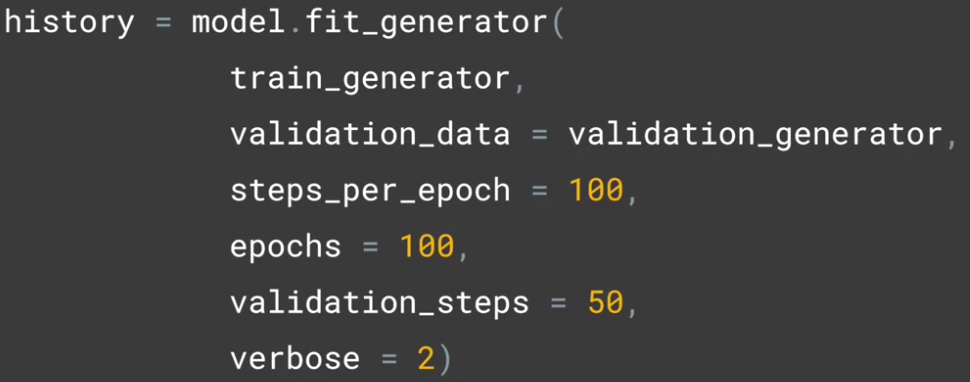 history = model.fit_generator(
train_generator,
validation_data = validation_generator,
steps_per_epoch = 100,
epochs = 100,
validation_steps = 50,
verbose = 2)